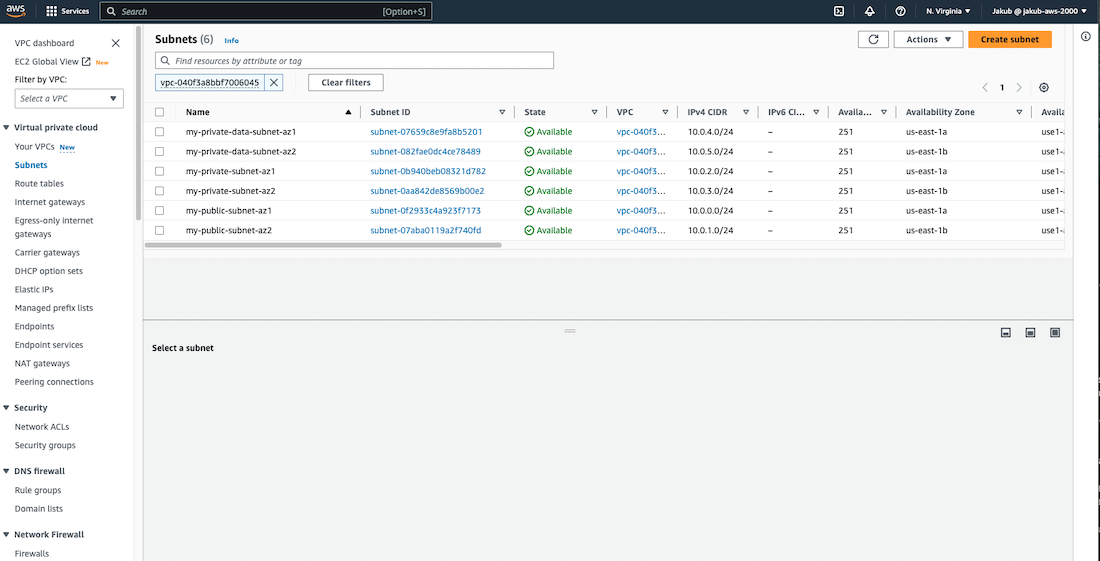 aws Services Search [Option+S] N. Virginia Jakub @ jakub-aws-2000
VPC dashboard
EC2 Global View New
Filter by VPC:
Select a VPC
Virtual private cloud
Your VPCs New
Subnets
Route tables
Internet gateways
Egress-only internet
gateways
Carrier gateways
DHCP option sets
Elastic IPs
Managed prefix lists
Endpoints
Endpoint services
NAT gateways
Peering connections
Security
Network ACLs
Security groups
DNS firewall
Rule groups
Domain lists
Network Firewall
Firewalls
Subnets (6) Info
Actions Create subnet
Find resources by attribute or tag
vpc-040f3a8bbf7006045 Clear filters
1
Name Subnet ID State VPC IPv4 CIDR IPv6 CI... Availa... Availability Zone Availa
my-private-data-subnet-az1 subnet-07659c8e9fa8b5201 Available vpc-040f3... 10.0.4.0/24 – 251 us-east-1a use1-
my-private-data-subnet-az2 subnet-082fae0dc4ce78489 Available vpc-040f3... 10.0.5.0/24 – 251 us-east-1b use1-
my-private-subnet-az1 subnet-0b940beb08321d782 Available vpc-040f3... 10.0.2.0/24 – 251 us-east-1a use1-
my-private-subnet-az2 subnet-0aa842de8569b00e2 Available vpc-040f3... 10.0.3.0/24 – 251 us-east-1b use1-
my-public-subnet-az1 subnet-0f2933c4a923f7173 Available vpc-040f3... 10.0.0.0/24 – 251 us-east-1a use1-
my-public-subnet-az2 subnet-07aba0119a2f740fd Available vpc-040f3... 10.0.1.0/24 – 251 us-east-1b use1-
Select a subnet